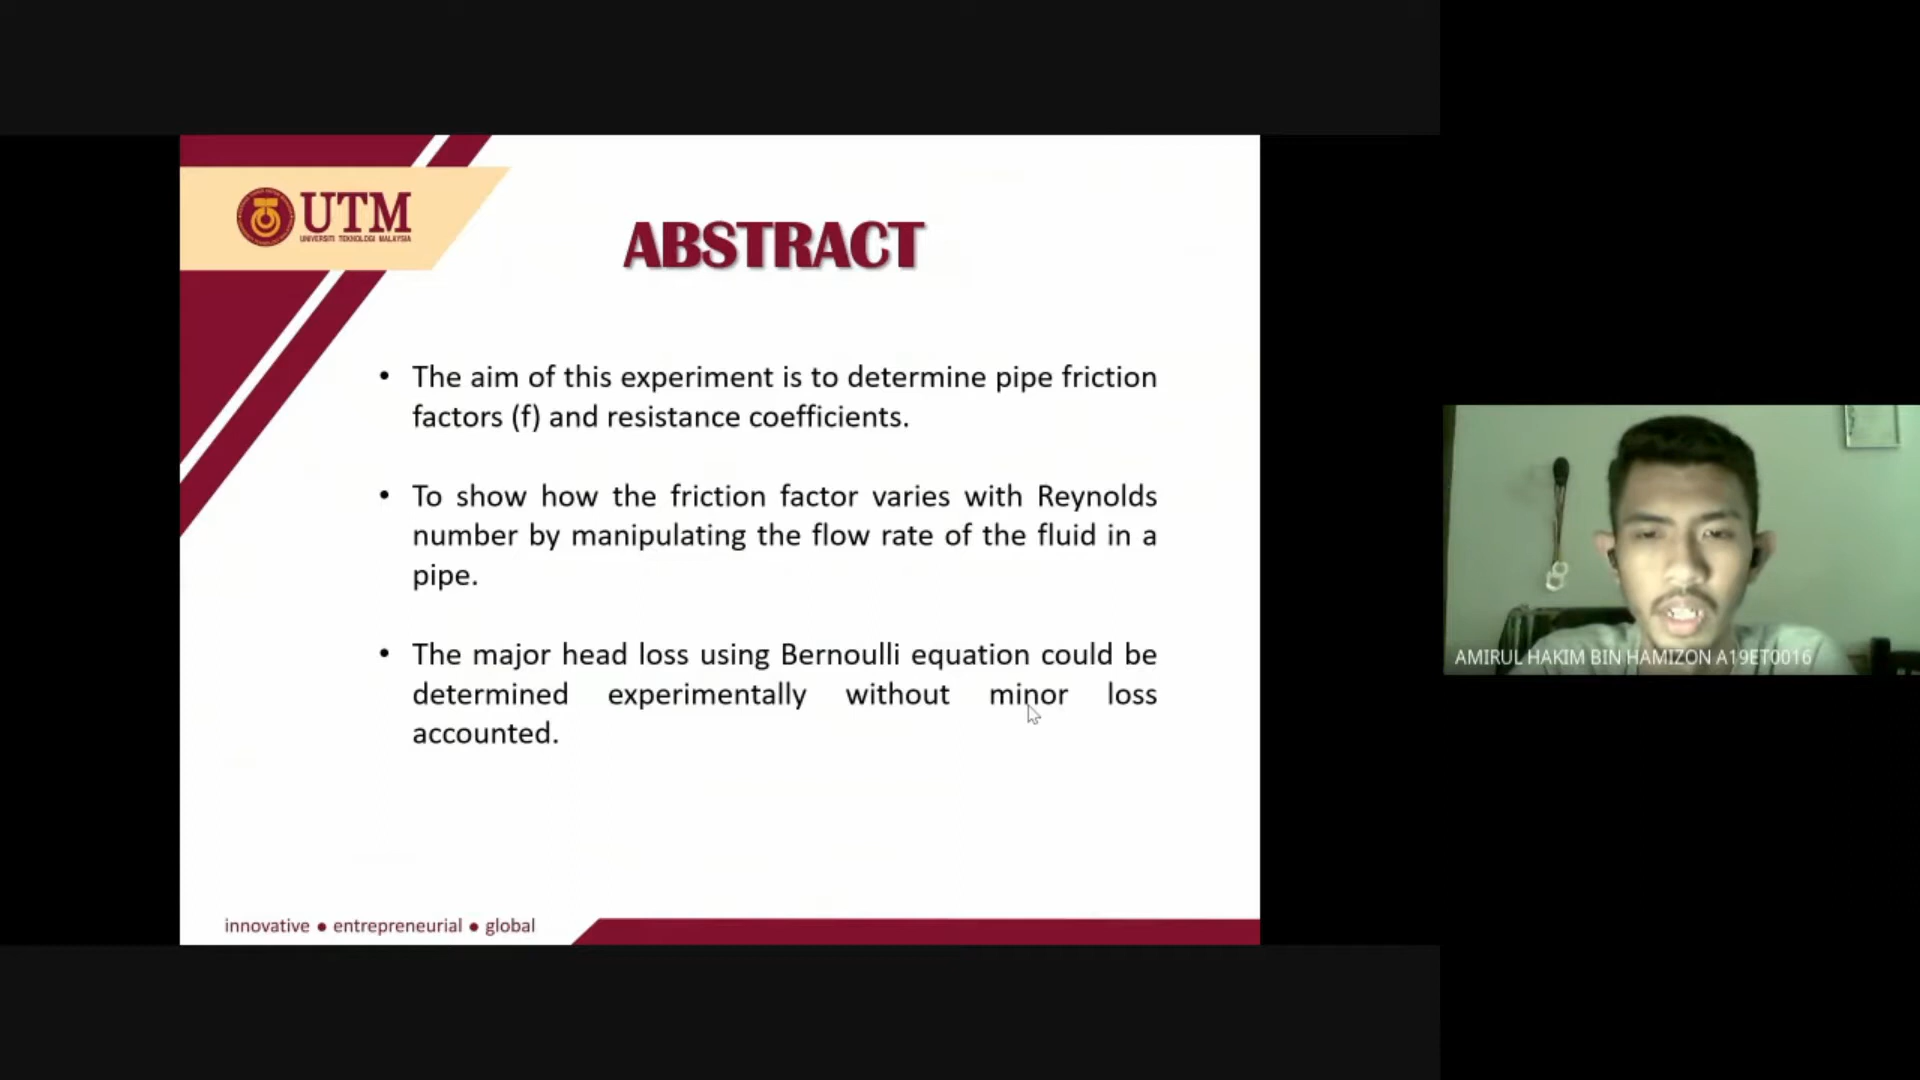 UTM
UNIVERSITI TEKNOLOGI MALAYSIA
ABSTRACT
• The aim of this experiment is to determine pipe friction
factors (f) and resistance coefficients.
• To show how the friction factor varies with Reynolds
number by manipulating the flow rate of the fluid in a
pipe.
• The major head loss using Bernoulli equation could be
determined experimentally without minor loss
accounted.
AMIRUL HAKIM BIN HAMIZON A19ET0016
innovative ● entrepreneurial ● global